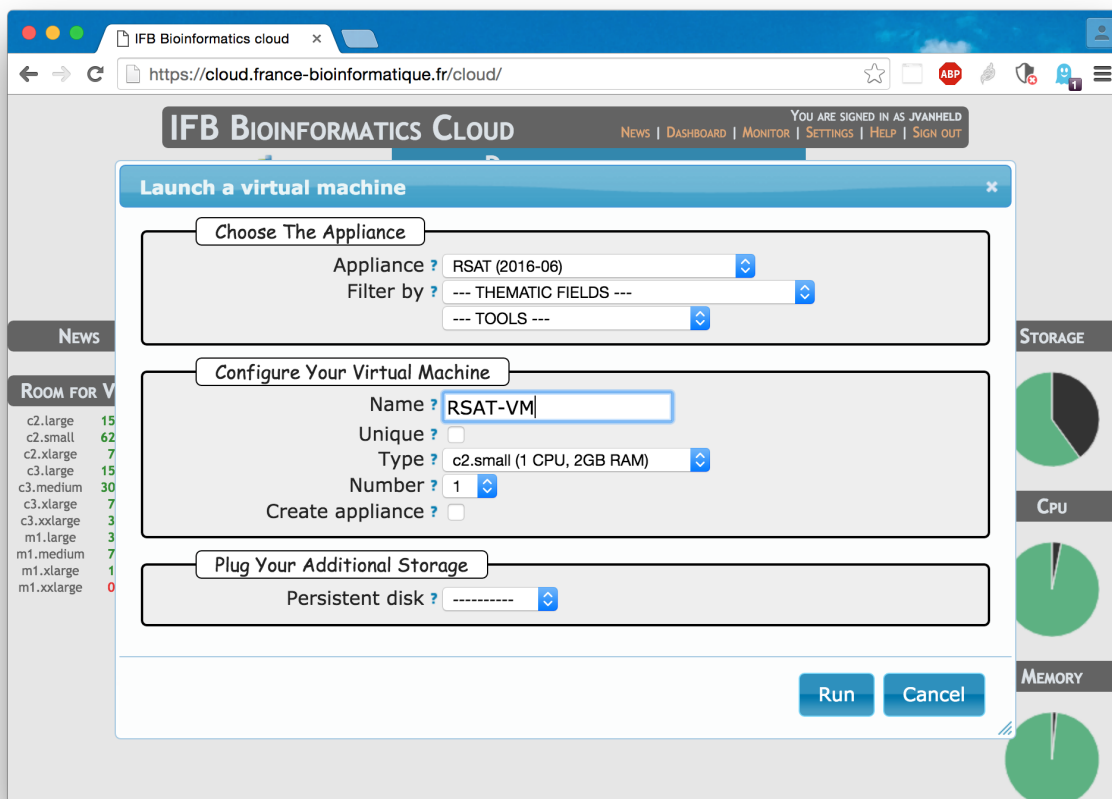 IFB Bioinformatics cloud
https://cloud.france-bioinformatique.fr/cloud/
ABP
1
IFB Bioinformatics Cloud
You are signed in as jvanheld
News | Dashboard | Monitor | Settings | Help | Sign out
Launch a virtual machine
Choose The Appliance
Appliance ? RSAT (2016-06)
Filter by ? --- THEMATIC FIELDS ---
--- TOOLS ---
Configure Your Virtual Machine
Name ? RSAT-VM
Unique ?
Type ? c2.small (1 CPU, 2GB RAM)
Number ? 1
Create appliance ?
Plug Your Additional Storage
Persistent disk ? ----------
Run Cancel
News
Room for V
c2.large 15
c2.small 62
c2.xlarge 7
c3.large 15
c3.medium 30
c3.xlarge 7
c3.xxlarge 3
m1.large 3
m1.medium 7
m1.xlarge 1
m1.xxlarge 0
Storage
Cpu
Memory